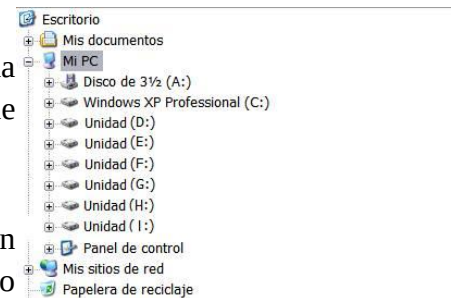 Escritorio
Mis documentos
Mi PC
Disco de 3½ (A:)
Windows XP Professional (C:)
Unidad (D:)
Unidad (E:)
Unidad (F:)
Unidad (G:)
Unidad (H:)
Unidad ( I:)
Panel de control
Mis sitios de red
Papelera de reciclaje